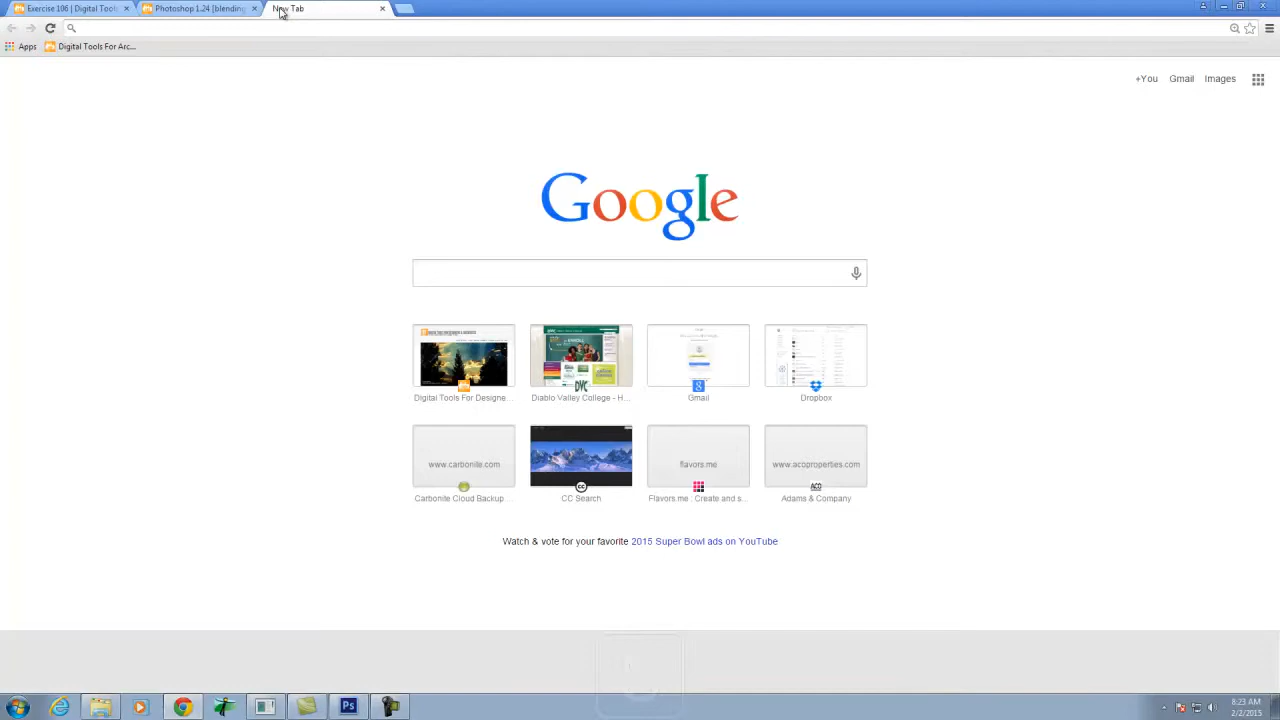 Exercise 106 | Digital Tools
Photoshop 1.24 [blending
New Tab
Apps
Digital Tools For Arc...
+You
Gmail
Images
Google
Digital Tools For Designe...
Diablo Valley College - H...
Gmail
Dropbox
www.carbonite.com
flavors.me
www.acoproperties.com
Carbonite Cloud Backup ...
CC Search
Flavors.me : Create and s...
Adams & Company
Watch & vote for your favorite 2015 Super Bowl ads on YouTube
8:23 AM
2/2/2015